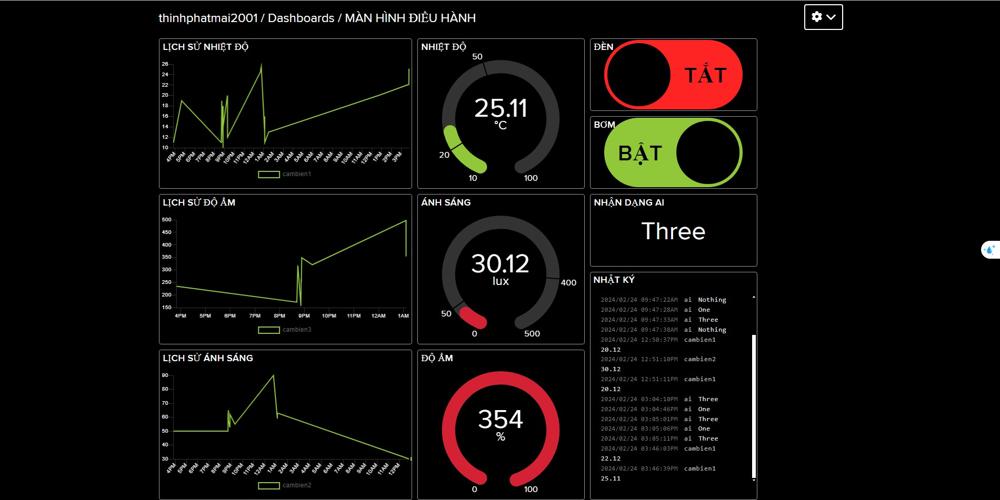 thinhphatmai2001 / Dashboards / MÀN HÌNH ĐIỀU HÀNH
LỊCH SỬ NHIỆT ĐỘ
26
24
22
20
18
16
14
12
10
4PM 5PM 6PM 7PM 8PM 9PM 10PM 11PM 12AM 1AM 2AM 3AM 4AM 5AM 6AM 7AM 8AM 9AM 10AM 11AM 12PM 1PM 2PM 3PM
cambien1
NHIỆT ĐỘ
50
25.11
°C
20
10 100
ĐÈN
TẮT
BƠM
BẬT
LỊCH SỬ ĐỘ ẨM
500
450
400
350
300
250
200
150
4PM 5PM 6PM 7PM 8PM 9PM 10PM 11PM 12AM 1AM
cambien3
ÁNH SÁNG
30.12
lux
400
50
0 500
NHẬN DẠNG AI
Three
LỊCH SỬ ÁNH SÁNG
90
80
70
60
50
40
30
4PM 5PM 6PM 7PM 8PM 9PM 10PM 11PM 12AM 1AM 2AM 3AM 4AM 5AM 6AM 7AM 8AM 9AM 10AM 11AM 12PM
cambien2
ĐỘ ẨM
354
%
0 100
NHẬT KÝ
2024/02/24 09:47:22AM ai Nothing
2024/02/24 09:47:28AM ai One
2024/02/24 09:47:33AM ai Three
2024/02/24 09:47:38AM ai Nothing
2024/02/24 12:50:37PM cambien1
20.12
2024/02/24 12:51:10PM cambien2
30.12
2024/02/24 12:51:11PM cambien1
20.12
2024/02/24 03:04:10PM ai Three
2024/02/24 03:04:46PM ai One
2024/02/24 03:05:01PM ai Three
2024/02/24 03:05:06PM ai One
2024/02/24 03:05:11PM ai Three
2024/02/24 03:46:03PM cambien1
22.12
2024/02/24 03:46:39PM cambien1
25.11